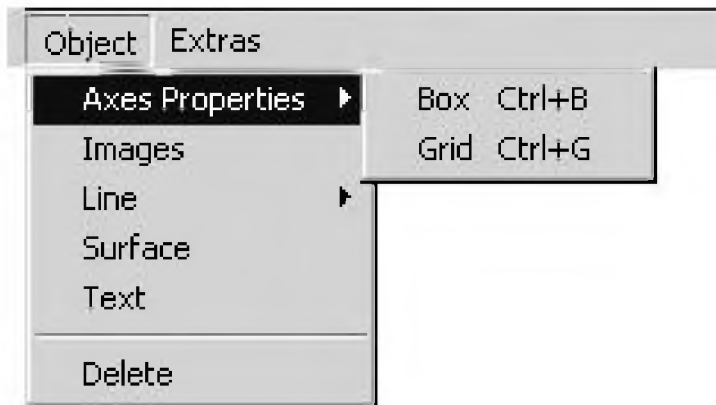 Object Extras
Axes Properties Box Ctrl+B
Images Grid Ctrl+G
Line
Surface
Text
Delete